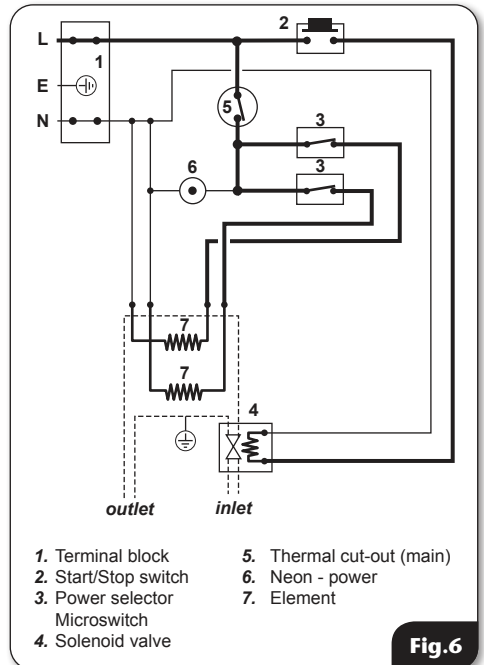 L
1
2
E
5
N
3
6
3
7
7
4
outlet
inlet
1. Terminal block
2. Start/Stop switch
3. Power selector
Microswitch
4. Solenoid valve
5. Thermal cut-out (main)
6. Neon - power
7. Element
Fig.6